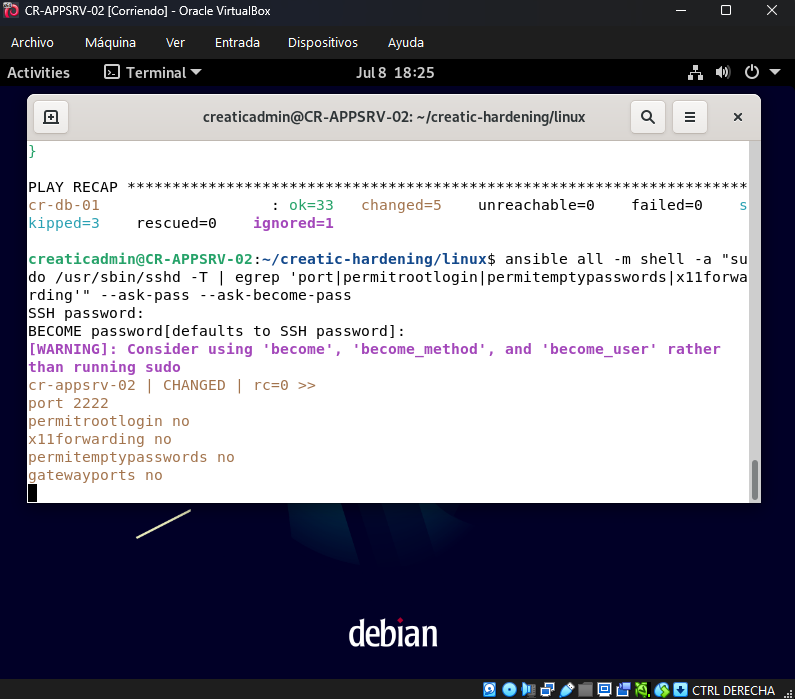 CR-APPSRV-02 [Corriendo] - Oracle VirtualBox
Archivo Máquina Ver Entrada Dispositivos Ayuda
Activities Terminal Jul 8 18:25
creaticadmin@CR-APPSRV-02: ~/creatic-hardening/linux
}
PLAY RECAP *********************************************************************
cr-db-01 : ok=33 changed=5 unreachable=0 failed=0 s
kipped=3 rescued=0 ignored=1
creaticadmin@CR-APPSRV-02:~/creatic-hardening/linux$ ansible all -m shell -a "su
do /usr/sbin/sshd -T | egrep 'port|permitrootlogin|permitemptypasswords|x11forwa
rding'" --ask-pass --ask-become-pass
SSH password:
BECOME password[defaults to SSH password]:
[WARNING]: Consider using 'become', 'become_method', and 'become_user' rather
than running sudo
cr-appsrv-02 | CHANGED | rc=0 >>
port 2222
permitrootlogin no
x11forwarding no
permitemptypasswords no
gatewayports no
debian
CTRL DERECHA